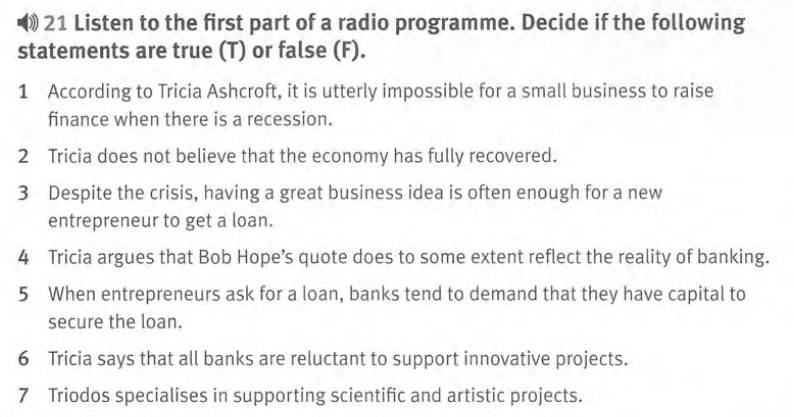 21 Listen to the first part of a radio programme. Decide if the following
statements are true (T) or false (F).
1 According to Tricia Ashcroft, it is utterly impossible for a small business to raise
finance when there is a recession.
2 Tricia does not believe that the economy has fully recovered.
3 Despite the crisis, having a great business idea is often enough for a new
entrepreneur to get a loan.
4 Tricia argues that Bob Hope's quote does to some extent reflect the reality of banking.
5 When entrepreneurs ask for a loan, banks tend to demand that they have capital to
secure the loan.
6 Tricia says that all banks are reluctant to support innovative projects.
7 Triodos specialises in supporting scientific and artistic projects.